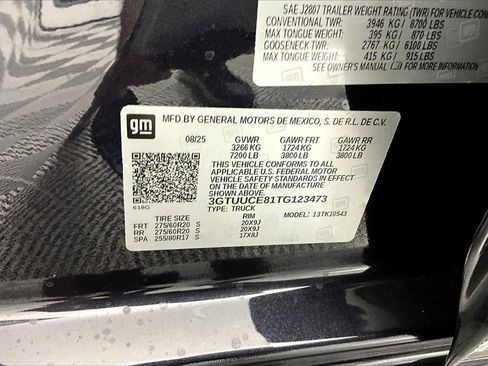 SAE J2807 TRAILER WEIGHT RATING (TWR) FOR VEHICLE CON
CONVENTIONAL TWR: 3946 KG / 8700 LBS
MAX TONGUE WEIGHT: 395 KG / 870 LBS
GOOSENECK TWR: 2767 KG / 6100 LBS
MAX TONGUE WEIGHT: 415 KG / 915 LBS
SEE OWNER'S MANUAL FOR ADDITIONAL
gm
MFD BY GENERAL MOTORS DE MEXICO, S. DE R.L. DE C.V.
08/25 GVWR GAWR FRT GAWR RR
3266 KG 1724 KG 1724 KG
7200 LB 3800 LB 3800 LB
THIS VEHICLE CONFORMS TO ALL
APPLICABLE U.S. FEDERAL MOTOR
VEHICLE SAFETY STANDARDS IN EFFECT
ON THE DATE OF MANUFACTURE
SHOWN ABOVE.
3GTUUCE81TG123473
618G TYPE: TRUCK MODEL: 13TK10543
TIRE SIZE RIM
FRT 275/60R20 S 20X9J
RR 275/60R20 S 20X9J
SPA 255/80R17 S 17X8J